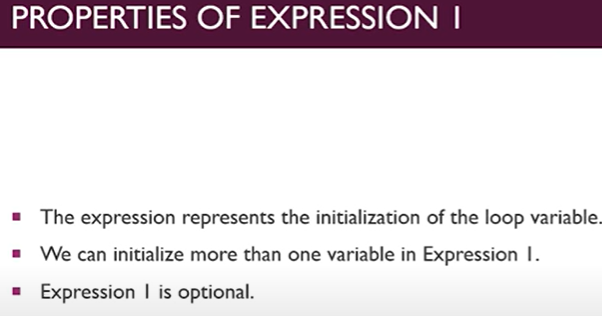 PROPERTIES OF EXPRESSION 1
The expression represents the initialization of the loop variable.
We can initialize more than one variable in Expression 1.
Expression 1 is optional.